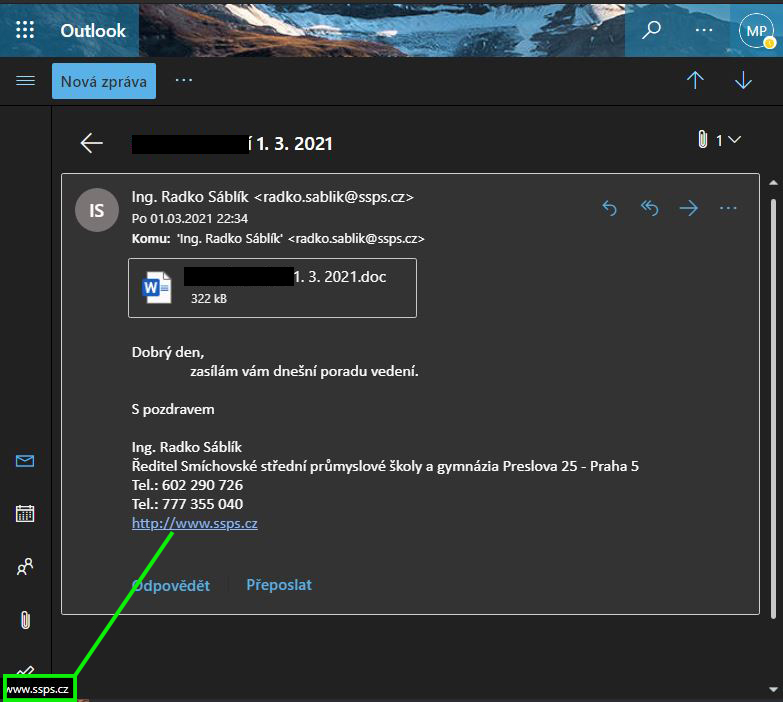 Outlook
MP
Nová zpráva
í 1. 3. 2021
1
IS
Ing. Radko Sáblík <radko.sablik@ssps.cz>
Po 01.03.2021 22:34
Komu: 'Ing. Radko Sáblík' <radko.sablik@ssps.cz>
1. 3. 2021.doc
322 kB
Dobrý den,
zasílám vám dnešní poradu vedení.
S pozdravem
Ing. Radko Sáblík
Ředitel Smíchovské střední průmyslové školy a gymnázia Preslova 25 - Praha 5
Tel.: 602 290 726
Tel.: 777 355 040
http://www.ssps.cz
Odpovědět
Přeposlat
www.ssps.cz